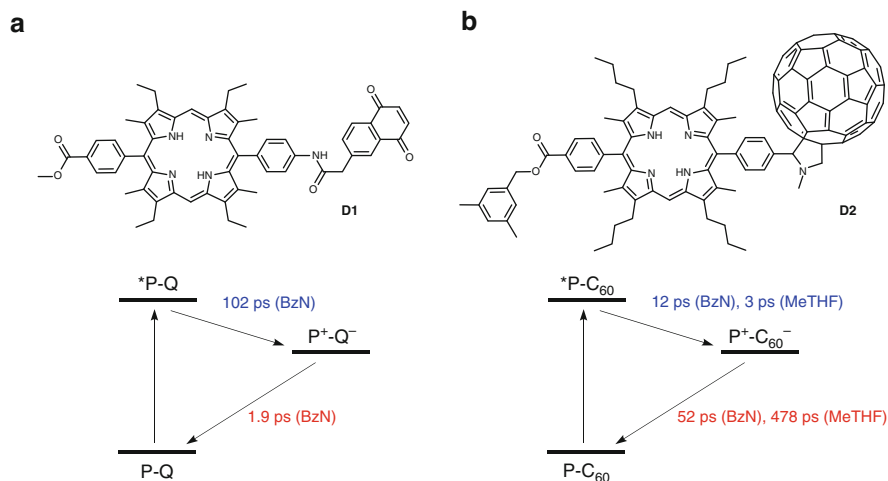 a
b
O
O
O
O
NH
N
N
HN
NH
O
O
D1
NH
N
N
HN
O
O
N
D2
*P-Q
102 ps (BzN)
P⁺-Q⁻
1.9 ps (BzN)
P-Q
*P-C₆₀
12 ps (BzN), 3 ps (MeTHF)
P⁺-C₆₀⁻
52 ps (BzN), 478 ps (MeTHF)
P-C₆₀